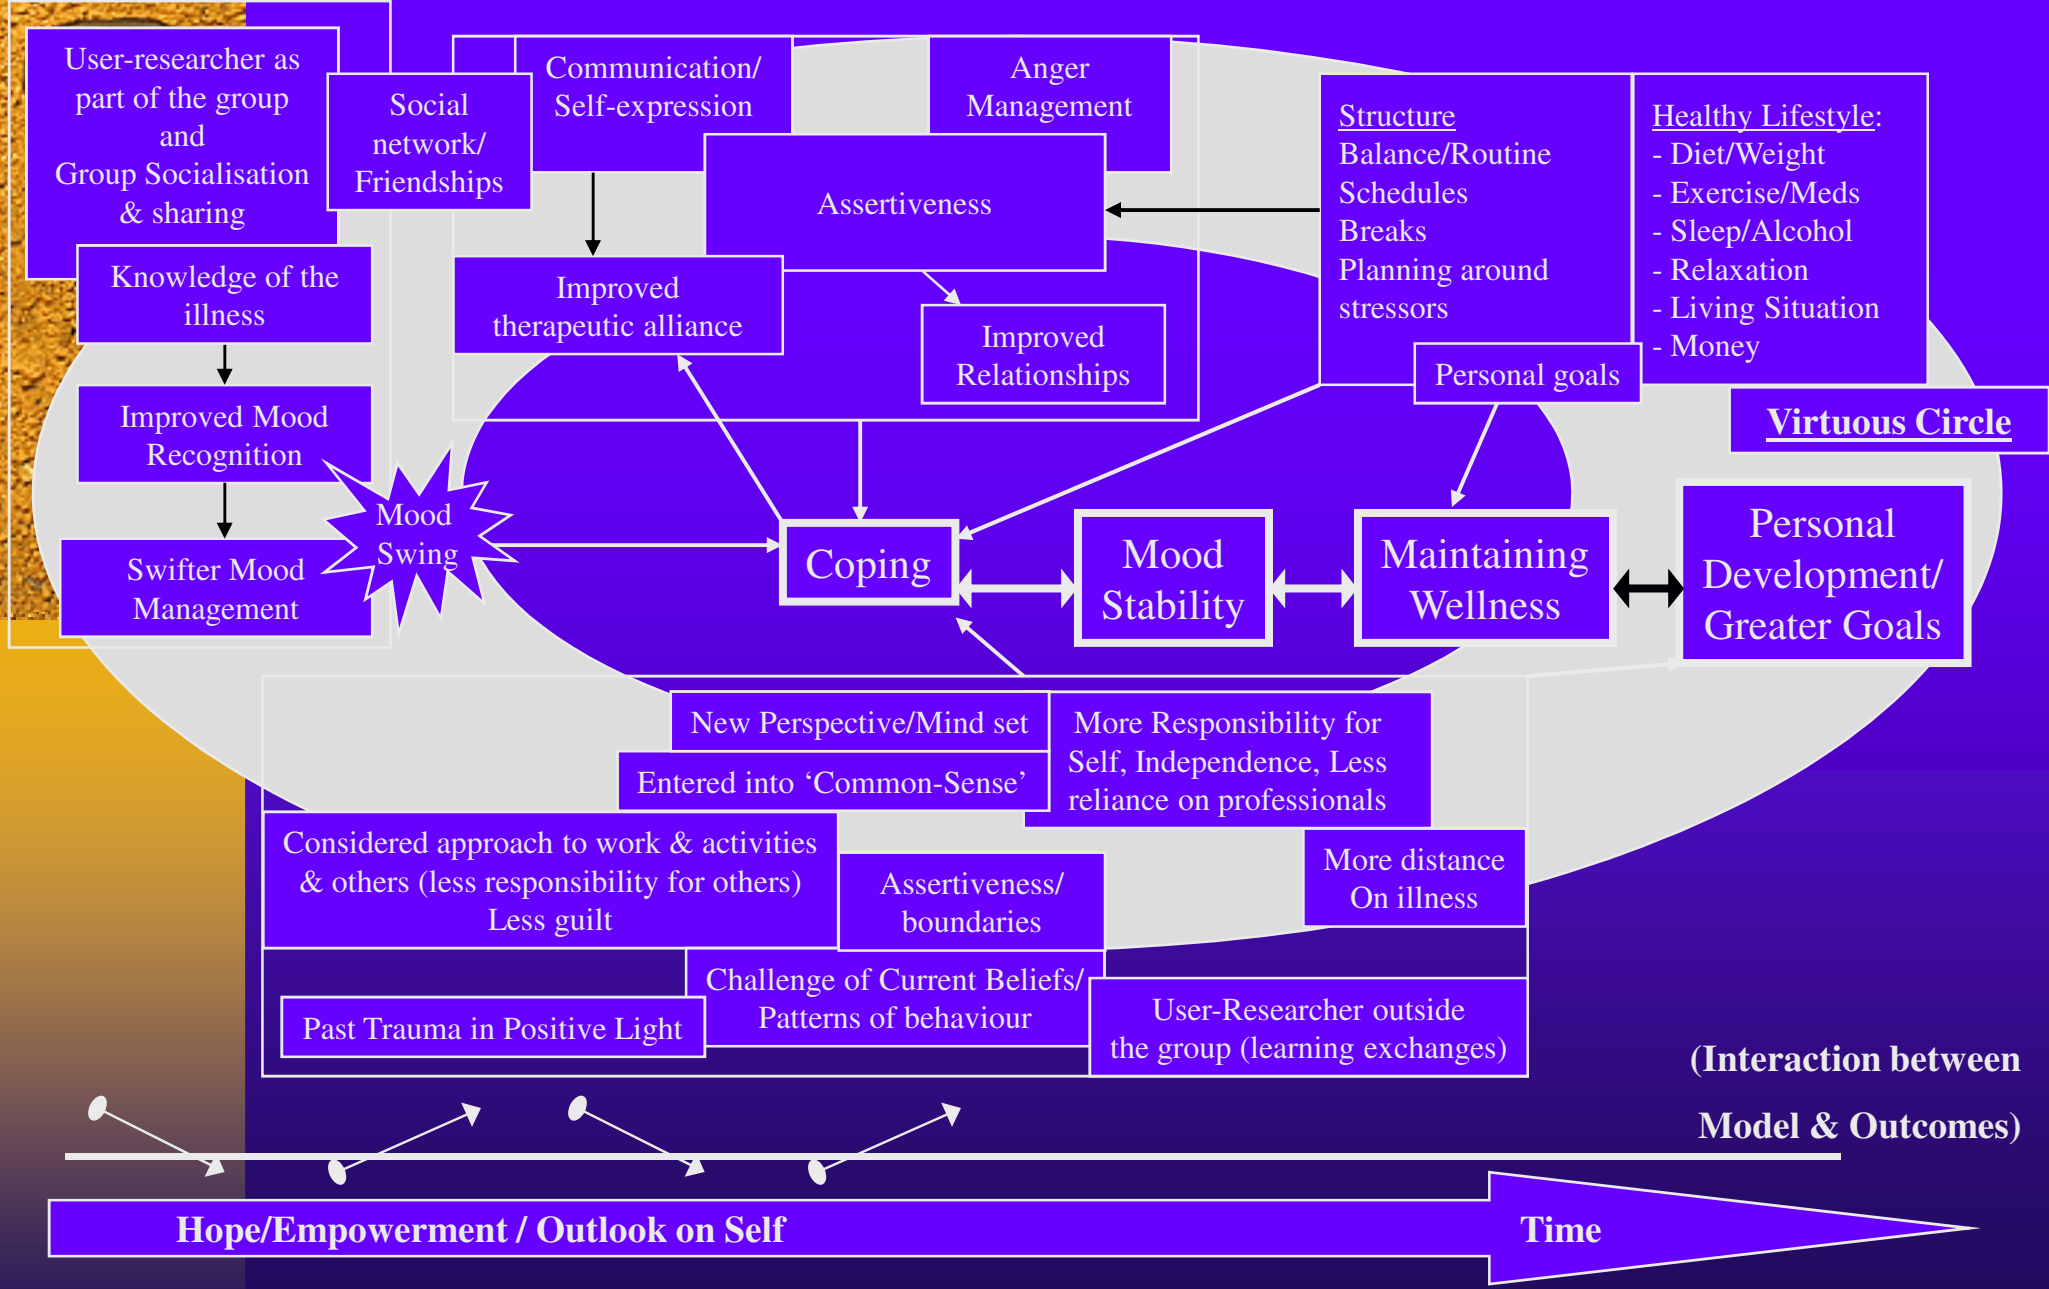 User-researcher as
part of the group
and
Group Socialisation
& sharing
Social
network/
Friendships
Communication/
Self-expression
Anger
Management
Assertiveness
Structure
Balance/Routine
Schedules
Breaks
Planning around
stressors
Healthy Lifestyle:
- Diet/Weight
- Exercise/Meds
- Sleep/Alcohol
- Relaxation
- Living Situation
- Money
Knowledge of the
illness
Improved
therapeutic alliance
Improved
Relationships
Personal goals
Virtuous Circle
Improved Mood
Recognition
Swifter Mood
Management
Mood
Swing
Coping
Mood
Stability
Maintaining
Wellness
Personal
Development/
Greater Goals
New Perspective/Mind set
Entered into ‘Common-Sense’
More Responsibility for
Self, Independence, Less
reliance on professionals
Considered approach to work & activities
& others (less responsibility for others)
Less guilt
Assertiveness/
boundaries
More distance
On illness
Challenge of Current Beliefs/
Patterns of behaviour
Past Trauma in Positive Light
User-Researcher outside
the group (learning exchanges)
(Interaction between
Model & Outcomes)
Hope/Empowerment / Outlook on Self
Time